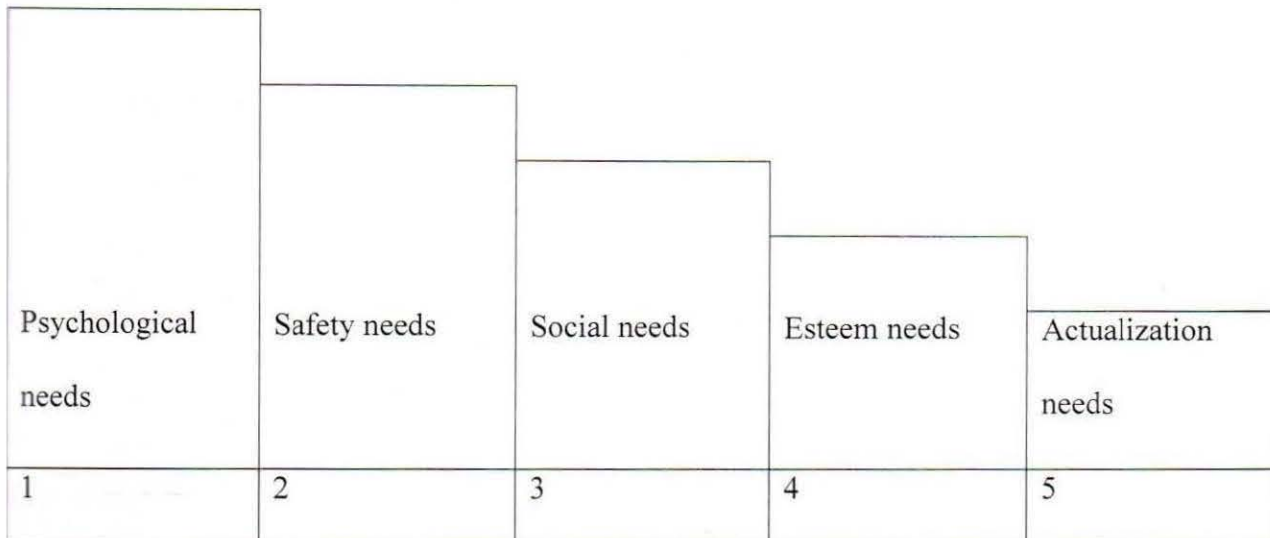 Psychological
needs
Safety needs
Social needs
Esteem needs
Actualization
needs
1
2
3
4
5